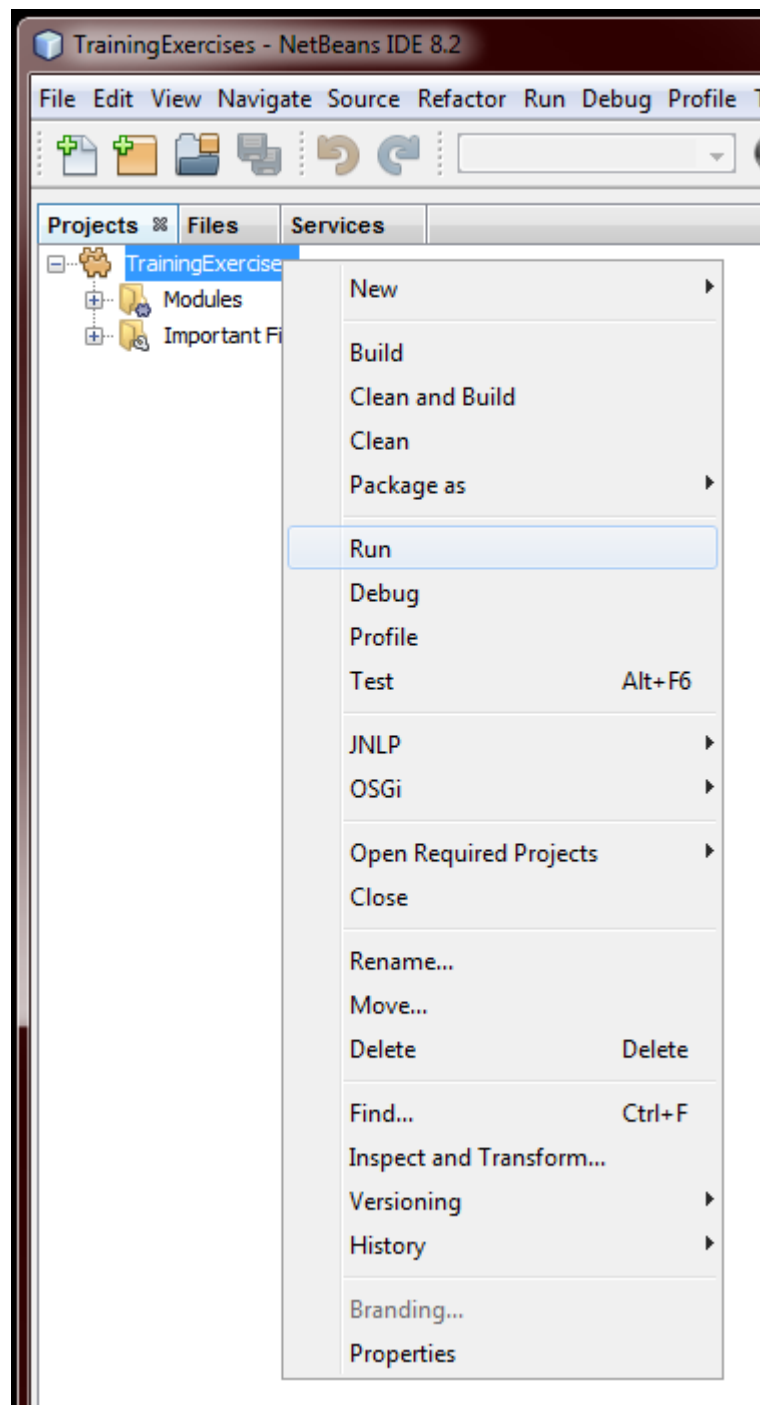 TrainingExercises - NetBeans IDE 8.2
File Edit View Navigate Source Refactor Run Debug Profile
Projects Files Services
TrainingExercise
Modules
Important Fi
New
Build
Clean and Build
Clean
Package as
Run
Debug
Profile
Test Alt+F6
JNLP
OSGi
Open Required Projects
Close
Rename...
Move...
Delete Delete
Find... Ctrl+F
Inspect and Transform...
Versioning
History
Branding...
Properties